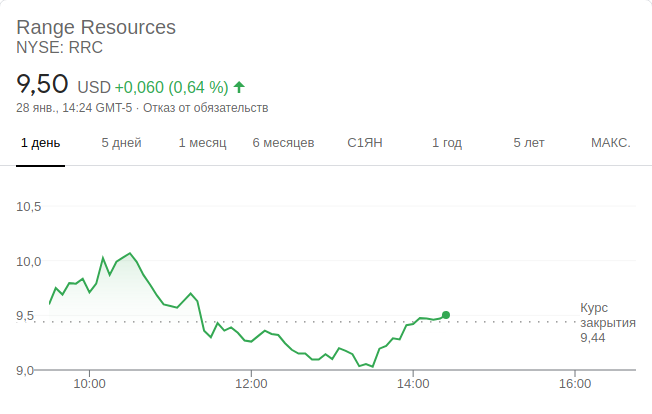 Range Resources
NYSE: RRC
9,50 USD +0,060 (0,64 %)
28 янв., 14:24 GMT-5 · Отказ от обязательств
1 день 5 дней 1 месяц 6 месяцев С1ЯН 1 год 5 лет МАКС.
10,5
10,0
9,5
Курс
закрытия
9,44
9,0
10:00 12:00 14:00 16:00